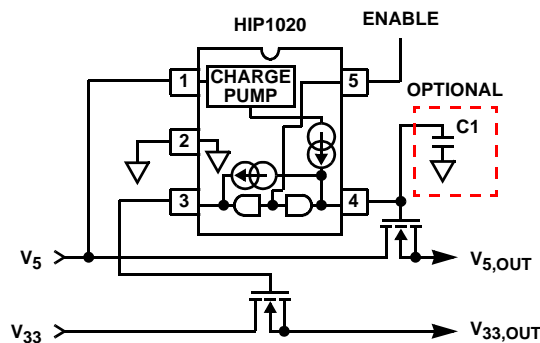 HIP1020
ENABLE
1
CHARGE
PUMP
5
OPTIONAL
C1
2
3
4
V5
V5,OUT
V33
V33,OUT